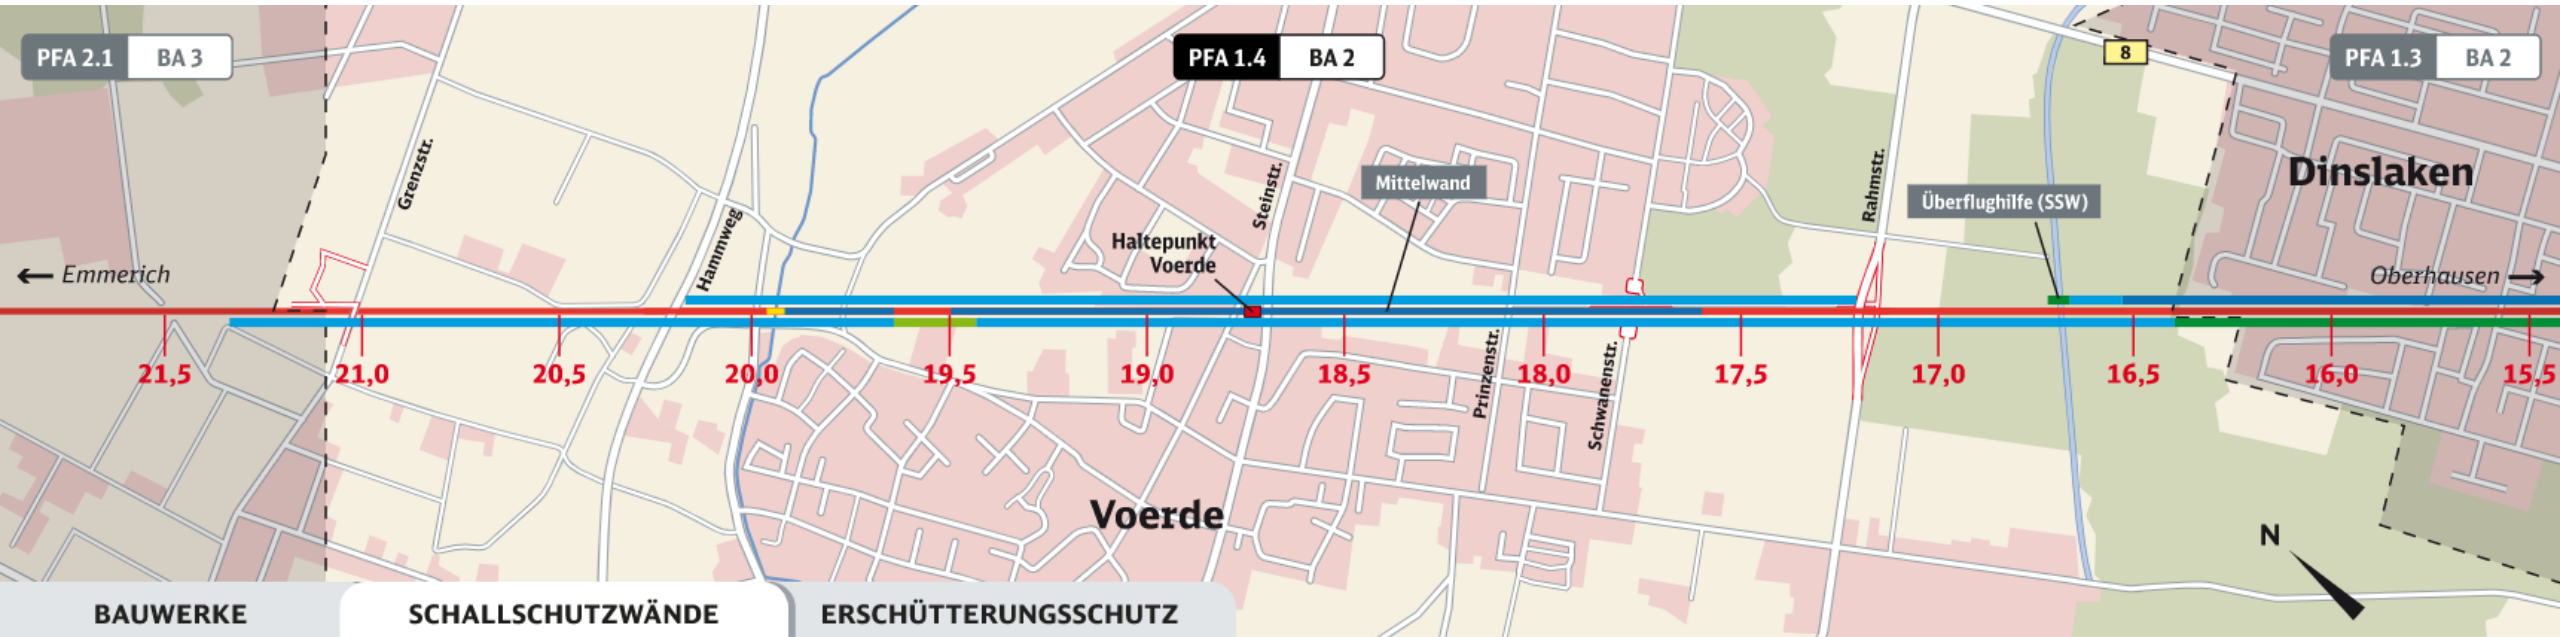 PFA 2.1 BA 3
PFA 1.4 BA 2
8
PFA 1.3 BA 2
Grenzstr.
Hammweg
Steinstr.
Mittelwand
Rahmstr.
Überflughilfe (SSW)
Dinslaken
Haltepunkt
Voerde
← Emmerich
Oberhausen →
21,5 21,0 20,5 20,0 19,5 19,0 18,5 18,0 17,5 17,0 16,5 16,0 15,5
Prinzenstr.
Schwanenstr.
Voerde
N
BAUWERKE SCHALLSCHUTZWÄNDE ERSCHÜTTERUNGSSCHUTZ